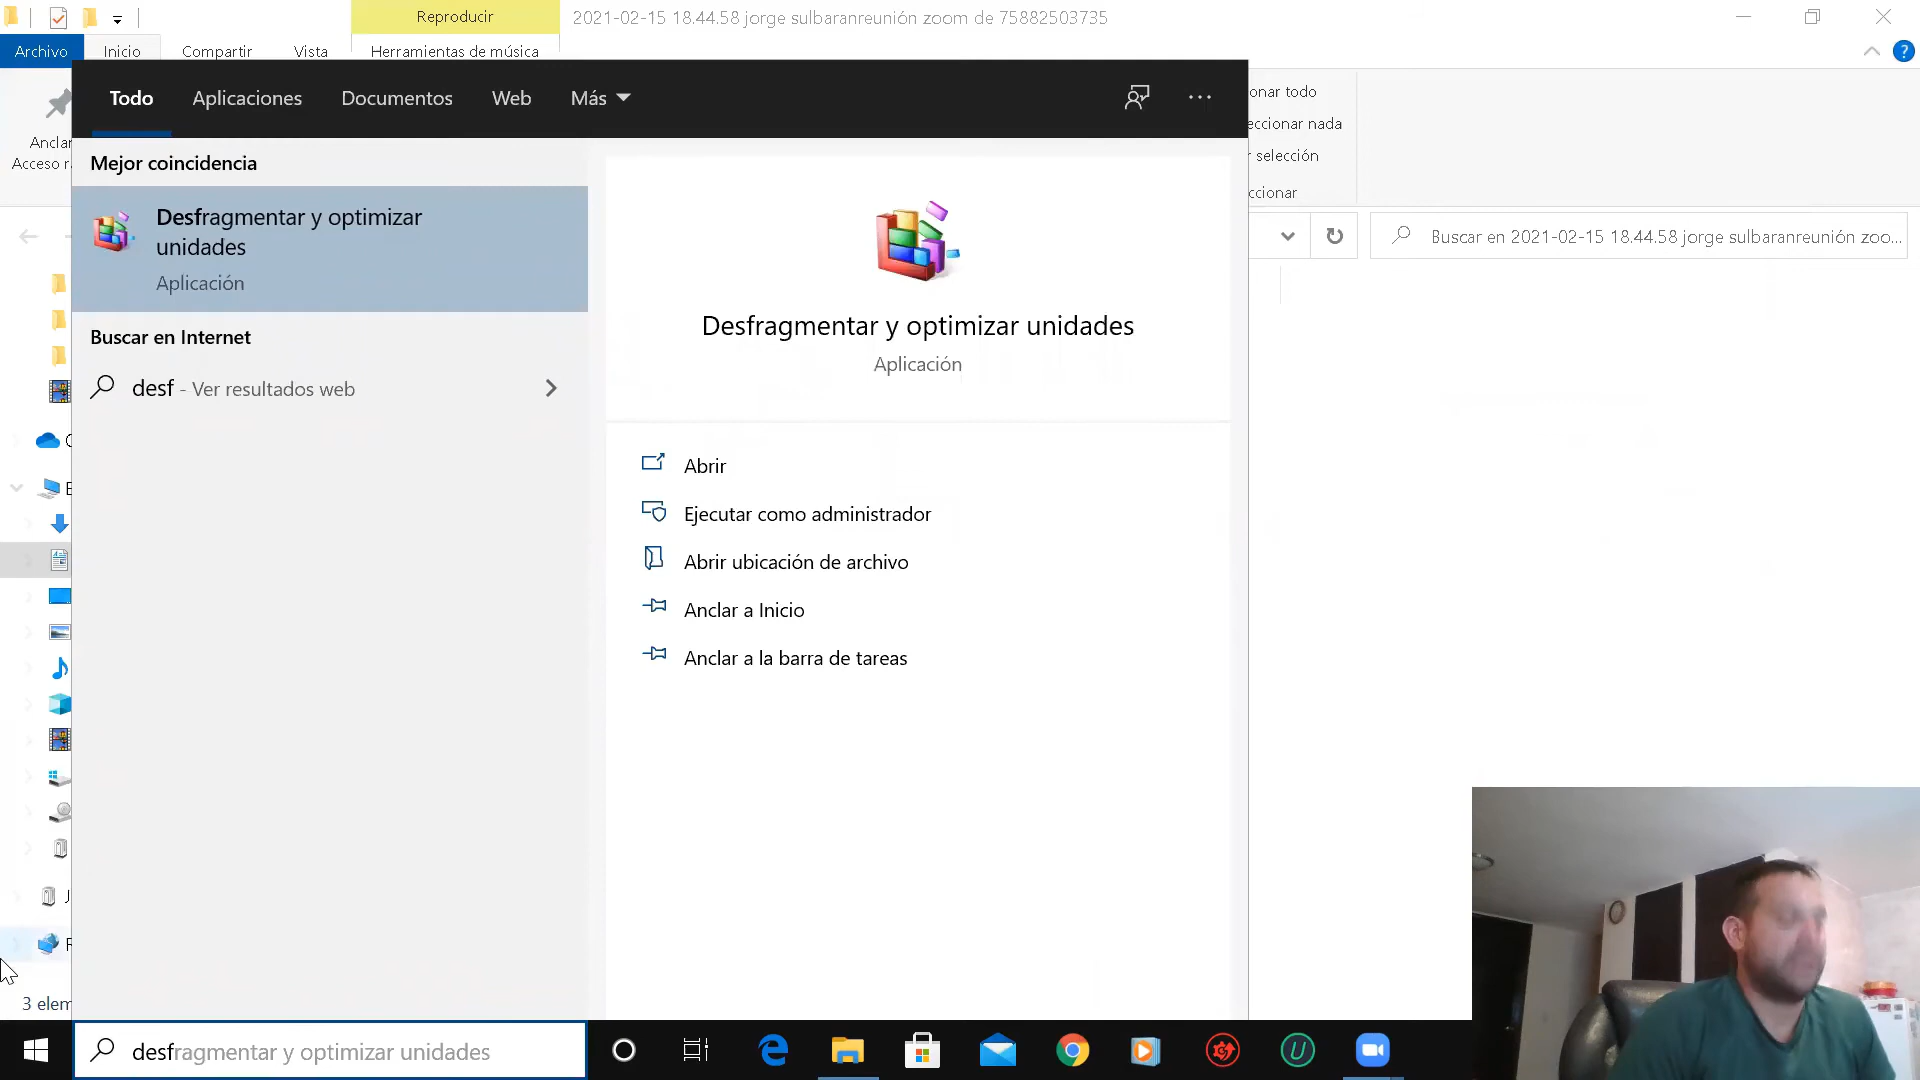 Reproducir
2021-02-15 18.44.58 jorge sulbaranreunión zoom de 75882503735
Archivo
Inicio
Compartir
Vista
Herramientas de música
?
Todo
Aplicaciones
Documentos
Web
Más
onar todo
eccionar nada
r selección
ccionar
Anclar
Acceso r
Mejor coincidencia
Desfragmentar y optimizar
unidades
Aplicación
Buscar en Internet
desf - Ver resultados web
Desfragmentar y optimizar unidades
Aplicación
Abrir
Ejecutar como administrador
Abrir ubicación de archivo
Anclar a Inicio
Anclar a la barra de tareas
Buscar en 2021-02-15 18.44.58 jorge sulbaranreunión zoo...
3 elem
desfragmentar y optimizar unidades